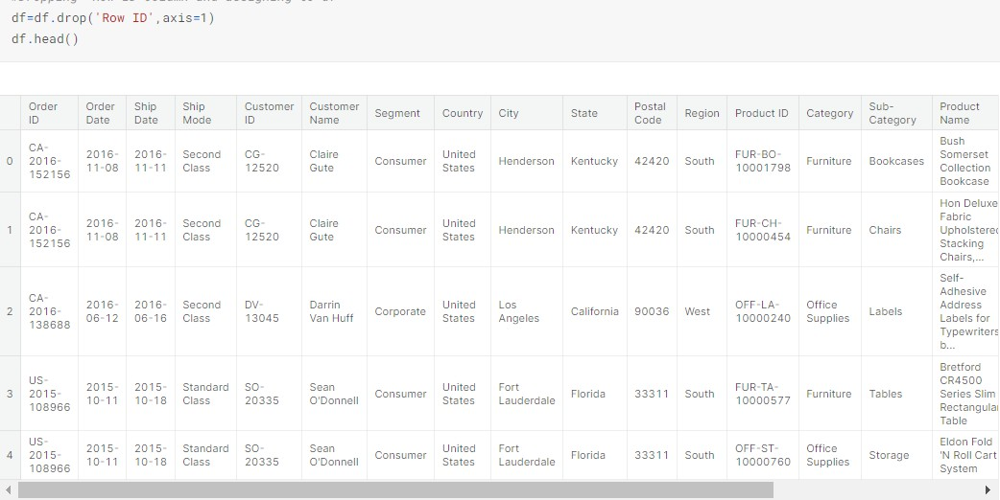 df=df.drop('Row ID',axis=1)
df.head()
Order ID Order Date Ship Date Ship Mode Customer ID Customer Name Segment Country City State Postal Code Region Product ID Category Sub-Category Product Name
0 CA-2016-152156 2016-11-08 2016-11-11 Second Class CG-12520 Claire Gute Consumer United States Henderson Kentucky 42420 South FUR-BO-10001798 Furniture Bookcases Bush Somerset Collection Bookcase
1 CA-2016-152156 2016-11-08 2016-11-11 Second Class CG-12520 Claire Gute Consumer United States Henderson Kentucky 42420 South FUR-CH-10000454 Furniture Chairs Hon Deluxe Fabric Upholstered Stacking Chairs,...
2 CA-2016-138688 2016-06-12 2016-06-16 Second Class DV-13045 Darrin Van Huff Corporate United States Los Angeles California 90036 West OFF-LA-10000240 Office Supplies Labels Self-Adhesive Address Labels for Typewriters b...
3 US-2015-108966 2015-10-11 2015-10-18 Standard Class SO-20335 Sean O'Donnell Consumer United States Fort Lauderdale Florida 33311 South FUR-TA-10000577 Furniture Tables Bretford CR4500 Series Slim Rectangular Table
4 US-2015-108966 2015-10-11 2015-10-18 Standard Class SO-20335 Sean O'Donnell Consumer United States Fort Lauderdale Florida 33311 South OFF-ST-10000760 Office Supplies Storage Eldon Fold 'N Roll Cart System